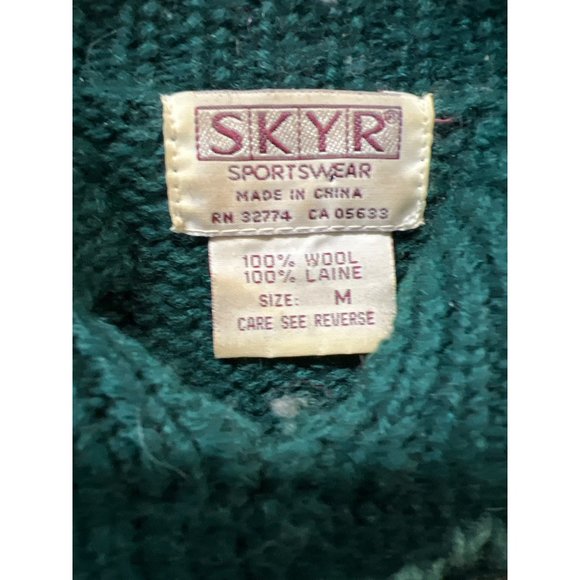 SKYR®
SPORTSWEAR
MADE IN CHINA
RN 32774 CA 05633
100% WOOL
100% LAINE
SIZE: M
CARE SEE REVERSE